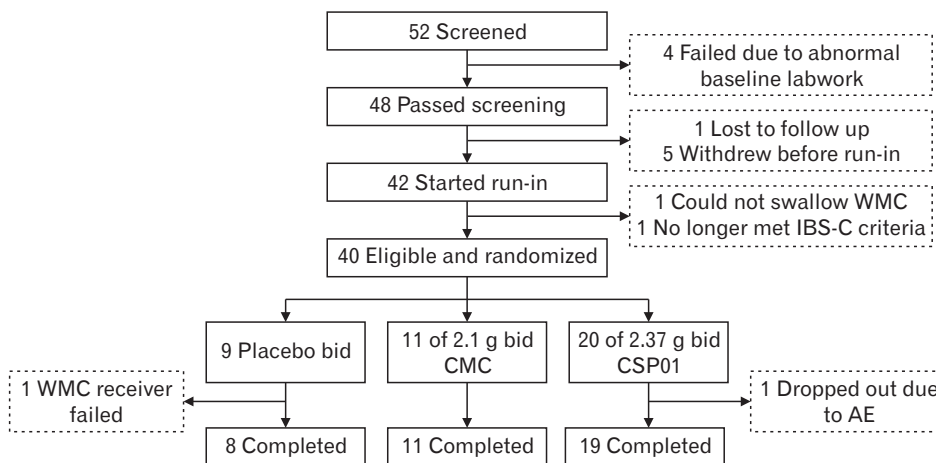 52 Screened
4 Failed due to abnormal
baseline labwork
48 Passed screening
1 Lost to follow up
5 Withdrew before run-in
42 Started run-in
1 Could not swallow WMC
1 No longer met IBS-C criteria
40 Eligible and randomized
9 Placebo bid
11 of 2.1 g bid
CMC
20 of 2.37 g bid
CSP01
1 WMC receiver
failed
1 Dropped out due
to AE
8 Completed
11 Completed
19 Completed